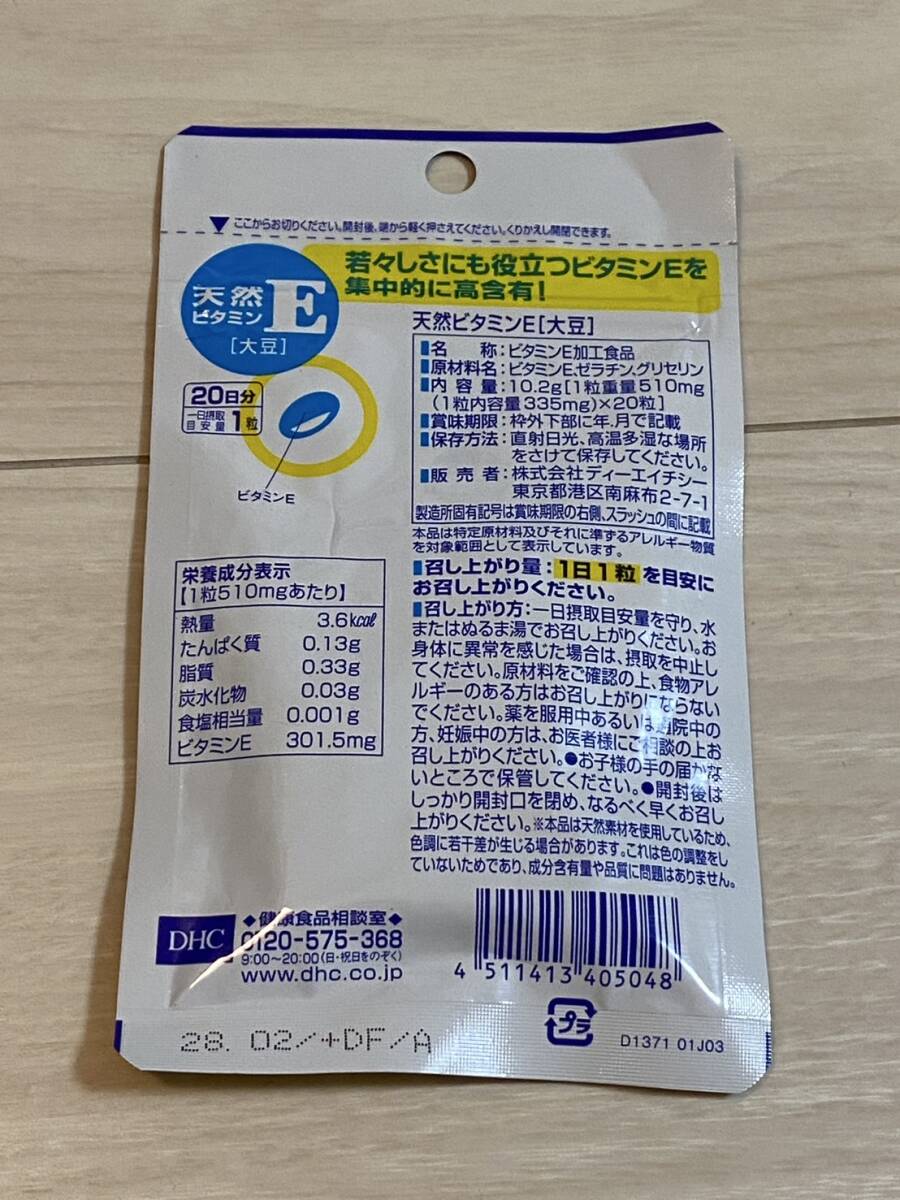 ここからお切りください。開封後、端から軽く押さえてください。くりかえし開閉できます。
天然
ビタミン
E
[大豆]
若々しさにも役立つビタミンEを
集中的に高含有!
20日分
一日摂取
目安量 1粒
ビタミンE
天然ビタミンE[大豆]
名称:ビタミンE加工食品
原材料名:ビタミンE、ゼラチン、グリセリン
内容量:10.2g[1粒重量510mg
(1粒内容量335mg)×20粒]
賞味期限:枠外下部に年、月で記載
保存方法:直射日光、高温多湿な場所
をさけて保存してください。
販売者:株式会社ディーエイチシー
東京都港区南麻布2-7-1
製造所固有記号は賞味期限の右側、スラッシュの間に記載
本品は特定原材料及びそれに準ずるアレルギー物質
を対象範囲として表示しています。
召し上がり量:1日1粒を目安に
お召し上がりください。
召し上がり方:一日摂取目安量を守り、水
またはぬるま湯でお召し上がりください。お
身体に異常を感じた場合は、摂取を中止し
てください。原材料をご確認の上、食物アレ
ルギーのある方はお召し上がりにならない
でください。薬を服用中あるいは通院中の
方、妊娠中の方は、お医者様にご相談の上お
召し上がりください。●お子様の手の届かな
いところで保管してください。●開封後は
しっかり開封口を閉め、なるべく早くお召し
上がりください。※本品は天然素材を使用しているため、
色調に若干差が生じる場合があります。これは色の調整をし
ていないためであり、成分含有量や品質に問題はありません。
栄養成分表示
【1粒510mgあたり】
熱量 3.6kcal
たんぱく質 0.13g
脂質 0.33g
炭水化物 0.03g
食塩相当量 0.001g
ビタミンE 301.5mg
DHC
◆健康食品相談室◆
0120-575-368
9:00〜20:00(日・祝日をのぞく)
www.dhc.co.jp
4 511413 405048
プラ
28. 02/+DF/A
D1371 01J03